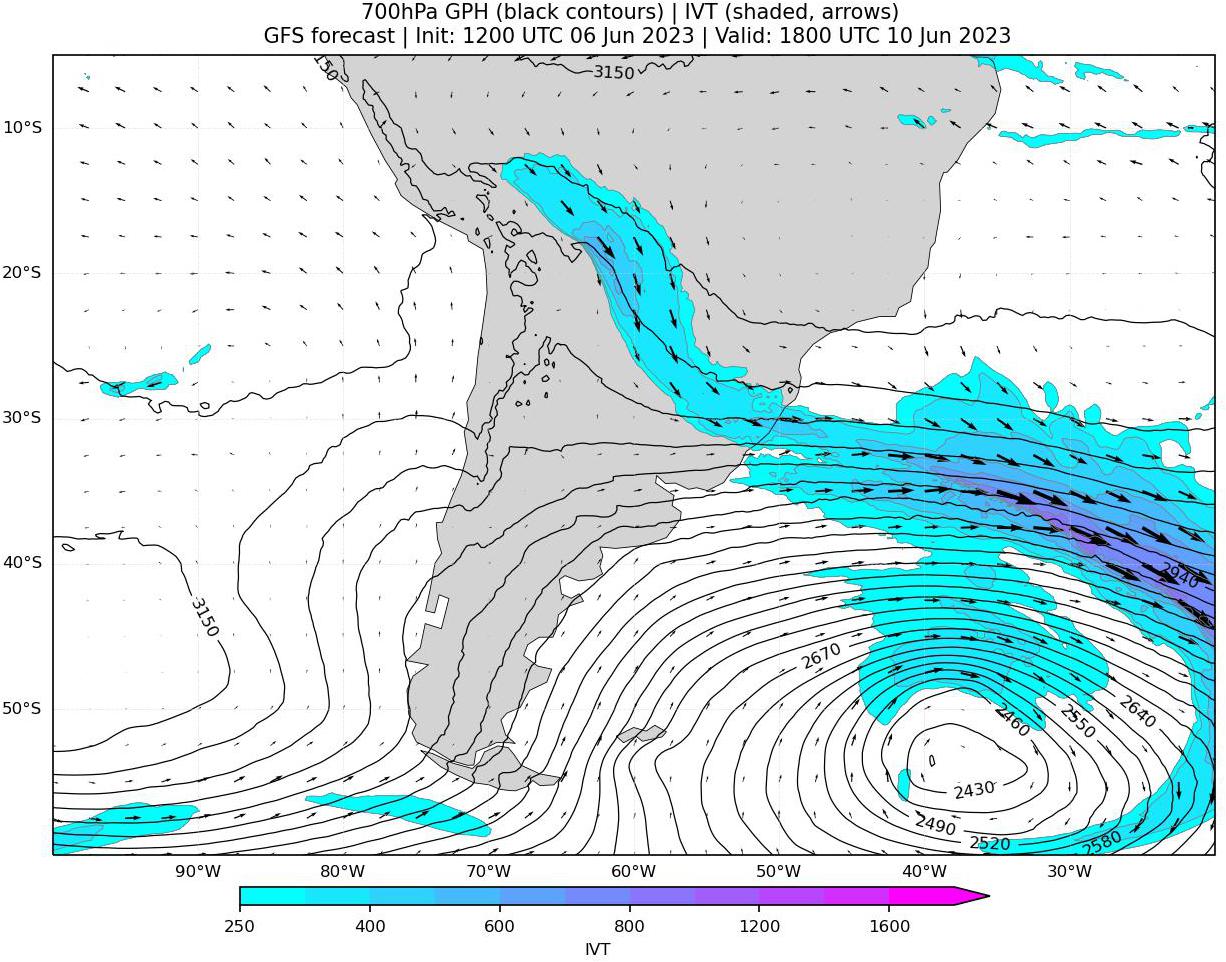 700hPa GPH (black contours) | IVT (shaded, arrows)
GFS forecast | Init: 1200 UTC 06 Jun 2023 | Valid: 1800 UTC 10 Jun 2023
150
3150
10°S
20°S
30°S
40°S
2940
3150
2670
50°S
2460
2550
2640
2430
2490
2520
2580
90°W
80°W
70°W
60°W
50°W
40°W
30°W
250
400
600
800
1200
1600
IVT